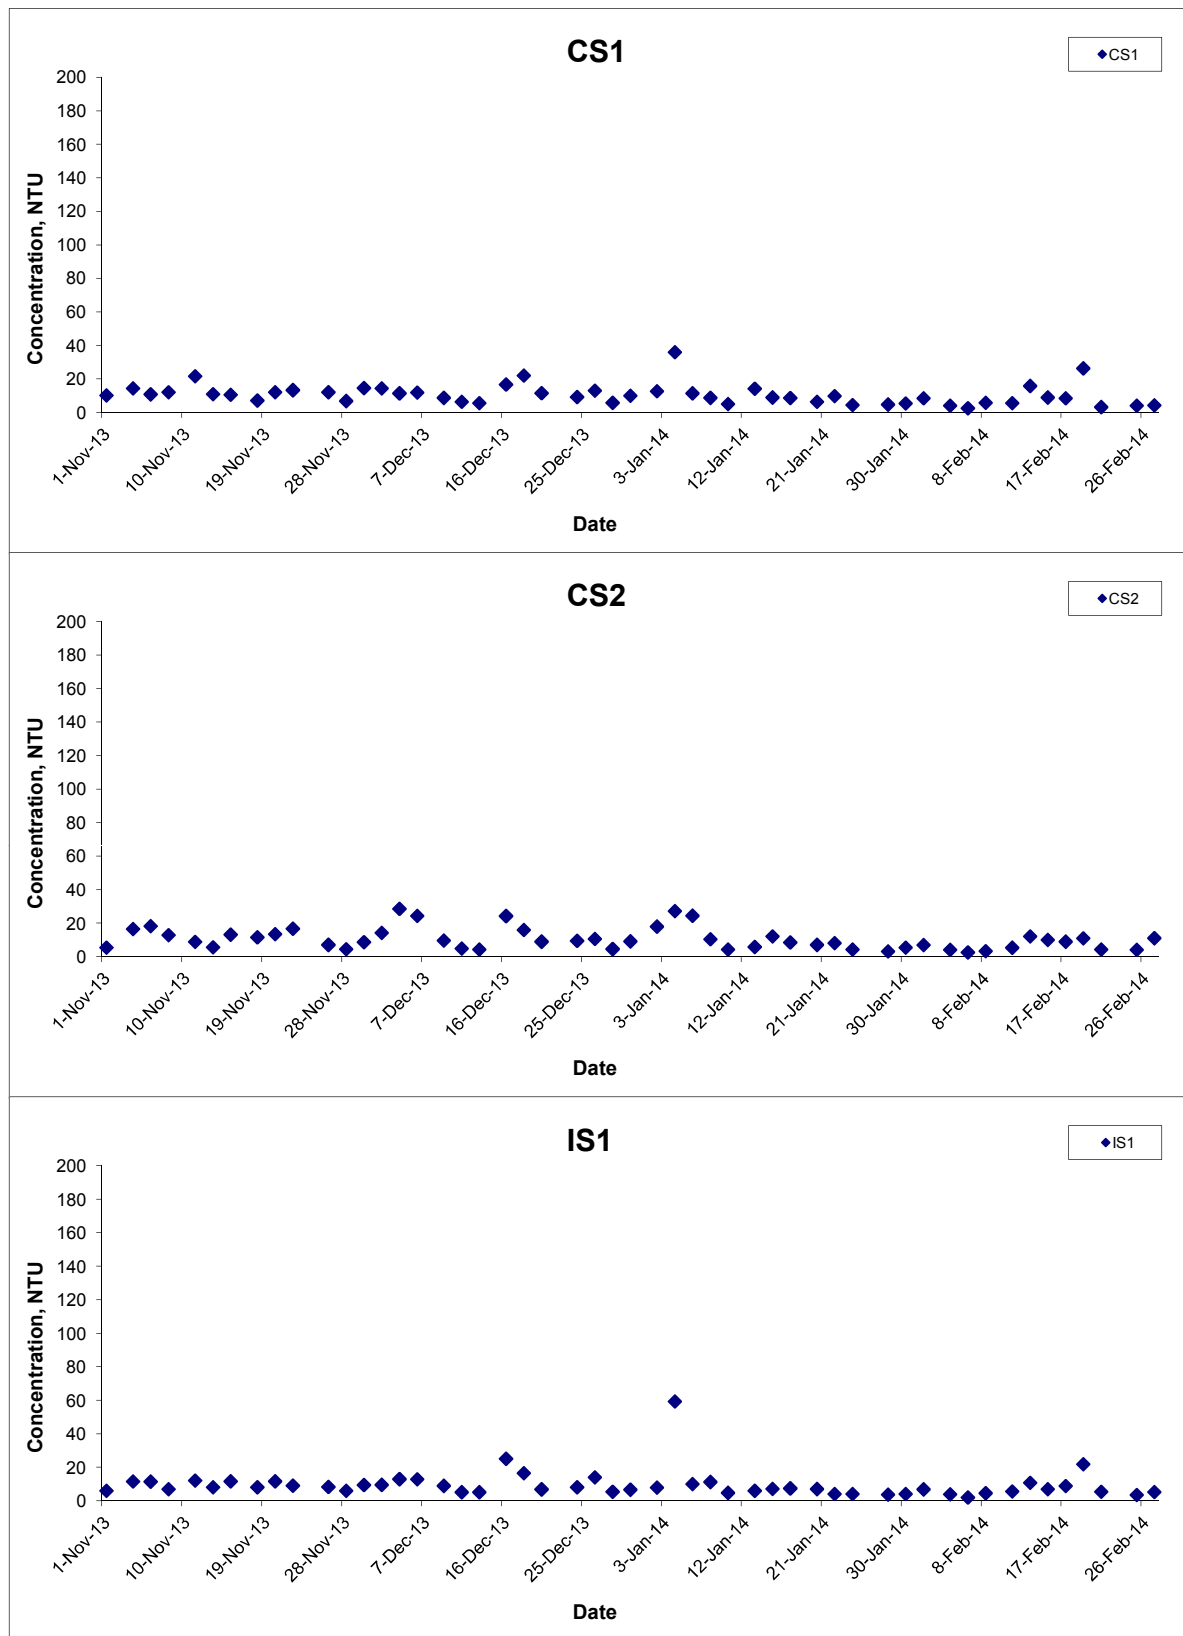 CS1
CS1
200
180
160
140
120
100
80
60
40
20
0
Concentration, NTU
1-Nov-13
10-Nov-13
19-Nov-13
28-Nov-13
7-Dec-13
16-Dec-13
25-Dec-13
3-Jan-14
12-Jan-14
21-Jan-14
30-Jan-14
8-Feb-14
17-Feb-14
26-Feb-14
Date
CS2
CS2
200
180
160
140
120
100
80
60
40
20
0
Concentration, NTU
1-Nov-13
10-Nov-13
19-Nov-13
28-Nov-13
7-Dec-13
16-Dec-13
25-Dec-13
3-Jan-14
12-Jan-14
21-Jan-14
30-Jan-14
8-Feb-14
17-Feb-14
26-Feb-14
Date
IS1
IS1
200
180
160
140
120
100
80
60
40
20
0
Concentration, NTU
1-Nov-13
10-Nov-13
19-Nov-13
28-Nov-13
7-Dec-13
16-Dec-13
25-Dec-13
3-Jan-14
12-Jan-14
21-Jan-14
30-Jan-14
8-Feb-14
17-Feb-14
26-Feb-14
Date